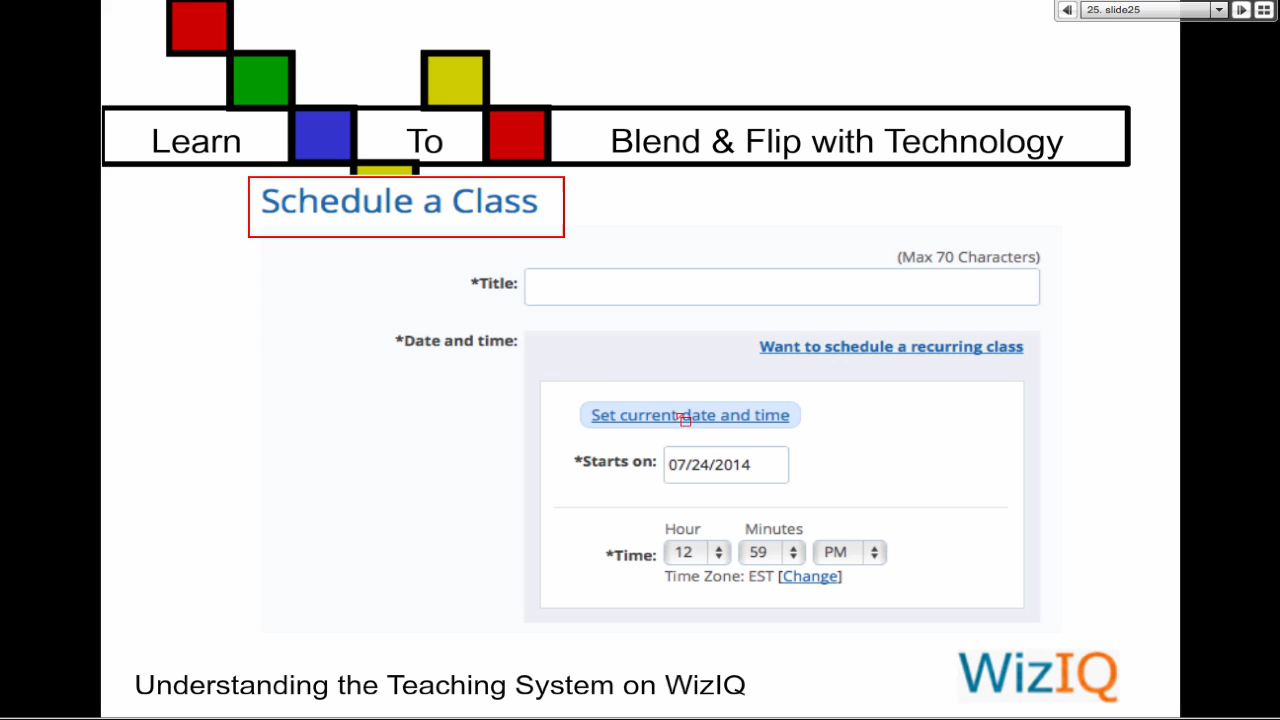 25. slide25
Learn To Blend & Flip with Technology
Schedule a Class
(Max 70 Characters)
*Title:
*Date and time:
Want to schedule a recurring class
Set current date and time
*Starts on: 07/24/2014
Hour Minutes
*Time: 12 59 PM
Time Zone: EST [Change]
Understanding the Teaching System on WizIQ
WizIQ